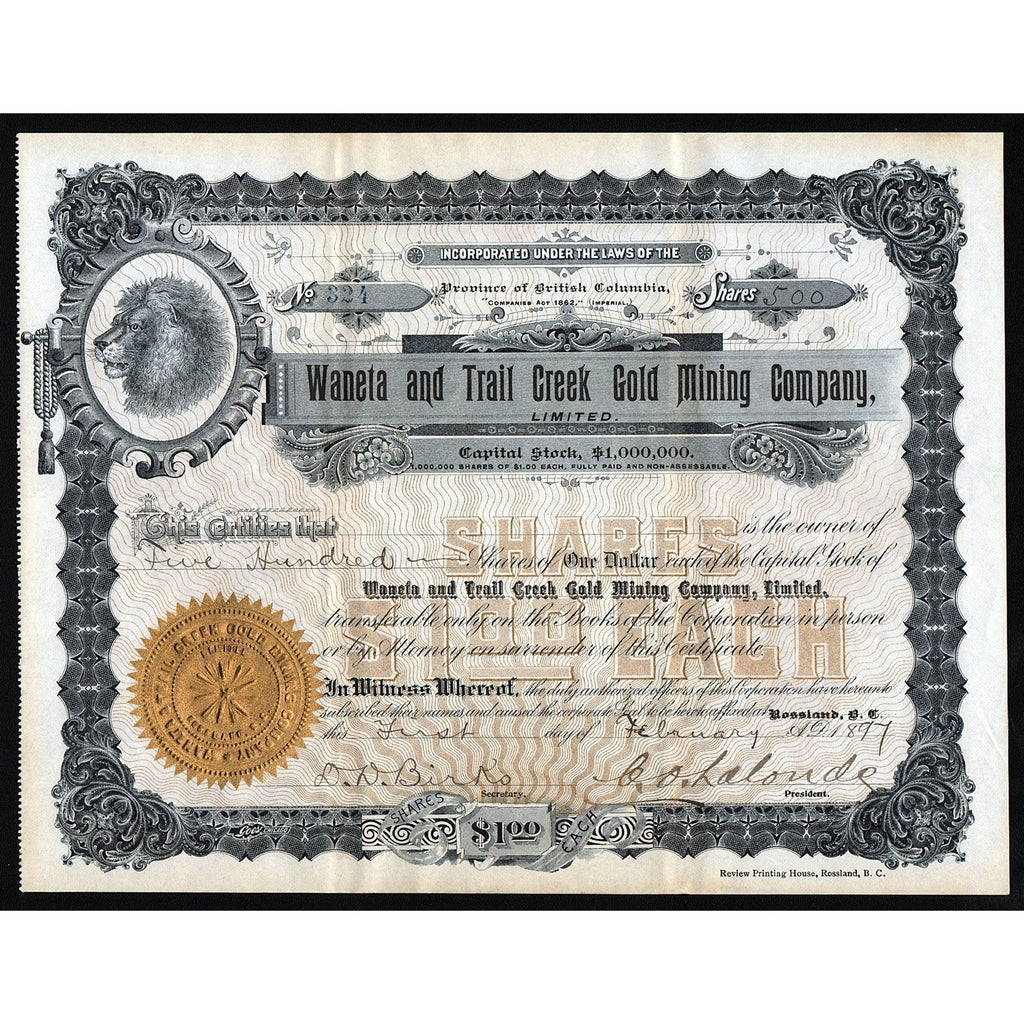 INCORPORATED UNDER THE LAWS OF THE
Province of British Columbia,
"COMPANIES ACT 1862," (IMPERIAL.)
No 324
Shares 500
Waneta and Trail Creek Gold Mining Company,
LIMITED.
Capital Stock, $1,000,000.
1,000,000 SHARES OF $1.00 EACH, FULLY PAID AND NON-ASSESSABLE.
This Certifies that is the owner of
Five Hundred Shares of One Dollar each of the Capital Stock of
Waneta and Trail Creek Gold Mining Company, Limited,
transferable only on the Books of the Corporation in person
or by Attorney on surrender of this Certificate.
SHARES
$1.00 EACH
In Witness Whereof, the duly authorized officers of this Corporation have hereunto
subscribed their names and caused the corporate Seal to be hereto affixed at Rossland, B. C.
this First day of February A.D. 1897
D. D. Birks
Secretary.
C. O. Lalonde
President.
TRAIL CREEK GOLD MINING COMPANY
SHARES
$1.00
EACH
Review Printing House, Rossland, B. C.